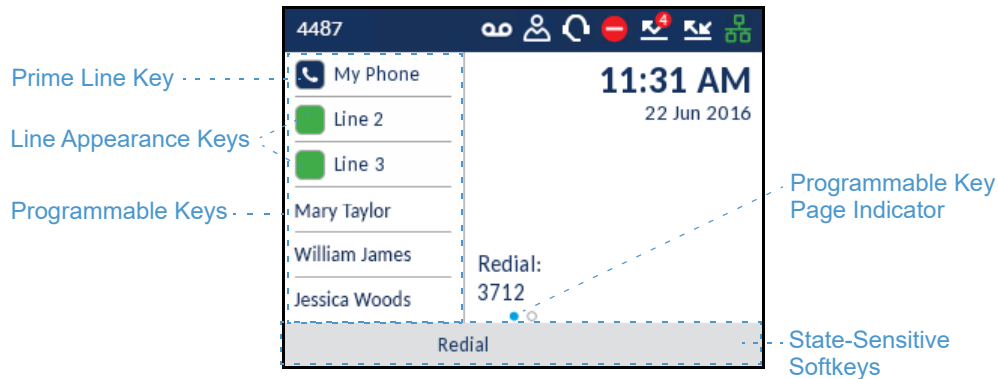 4487
4
Prime Line Key
My Phone
11:31 AM
22 Jun 2016
Line 2
Line Appearance Keys
Line 3
Programmable Keys
Mary Taylor
Programmable Key
Page Indicator
William James
Redial:
3712
Jessica Woods
Redial
State-Sensitive
Softkeys